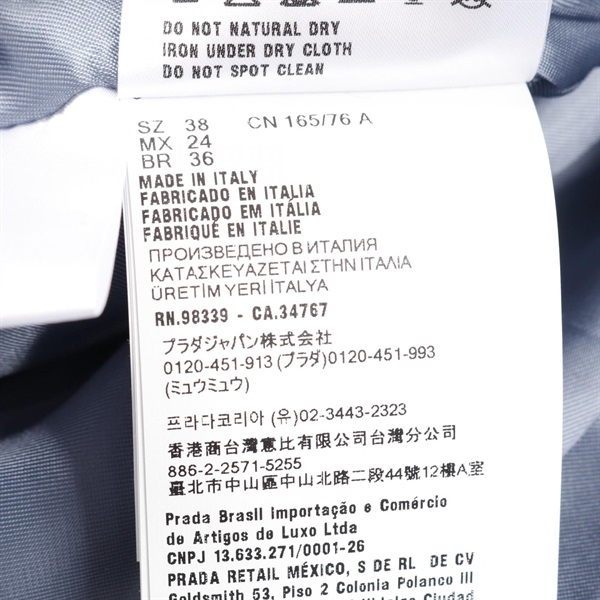 DO NOT NATURAL DRY
IRON UNDER DRY CLOTH
DO NOT SPOT CLEAN
SZ 38 CN 165/76 A
MX 24
BR 36
MADE IN ITALY
FABRICADO EN ITALIA
FABRICADO EM ITÁLIA
FABRIQUÉ EN ITALIE
ПРОИЗВЕДЕНО В ИТАЛИЯ
ΚΑΤΑΣΚΕΥΑΖΕΤΑΙ ΣΤΗΝ ΙΤΑΛΙΑ
ÜRETİM YERİ İTALYA
RN.98339 - CA.34767
プラダジャパン株式会社
0120-451-913 (プラダ)0120-451-993
(ミュウミュウ)
프라다코리아 (유)02-3443-2323
香港商台灣意比有限公司台灣分公司
886-2-2571-5255
臺北市中山區中山北路二段44號12樓A室
Prada Brasil importação e Comércio
de Artigos de Luxo Ltda
CNPJ 13.633.271/0001-26
PRADA RETAIL MÉXICO, S DE RL DE CV
Goldsmith 53, Piso 2 Colonia Polanco III
Hidalgo Ciudad